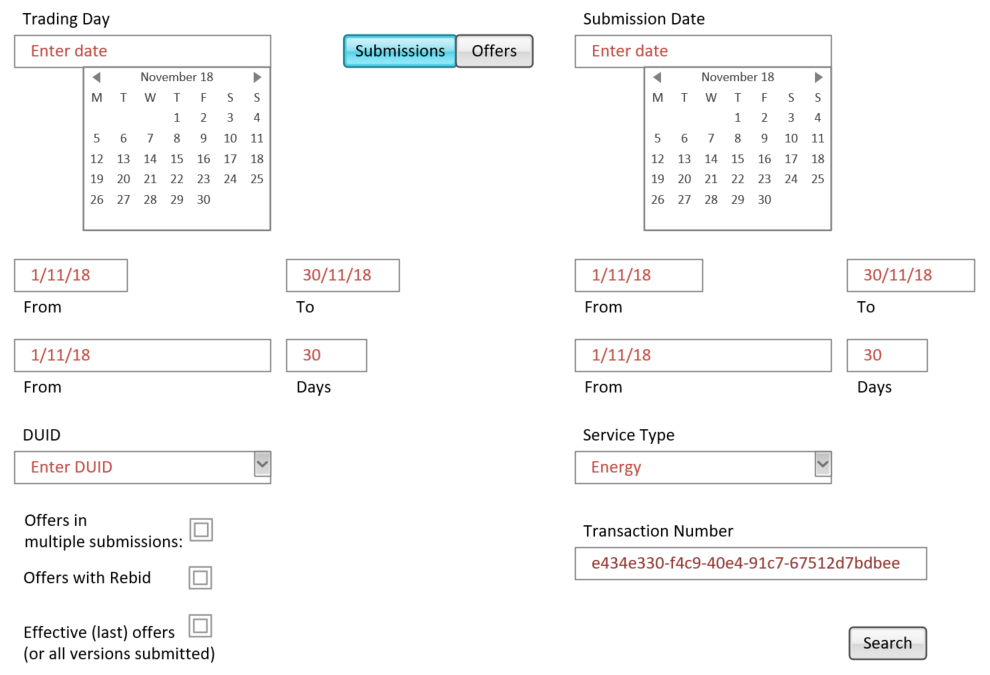 Trading Day
Submission Date
Enter date
Submissions
Offers
Enter date
November 18
M T W T F S S
1 2 3 4
5 6 7 8 9 10 11
12 13 14 15 16 17 18
19 20 21 22 23 24 25
26 27 28 29 30
November 18
M T W T F S S
1 2 3 4
5 6 7 8 9 10 11
12 13 14 15 16 17 18
19 20 21 22 23 24 25
26 27 28 29 30
1/11/18
30/11/18
1/11/18
30/11/18
From
To
From
To
1/11/18
30
1/11/18
30
From
Days
From
Days
DUID
Service Type
Enter DUID
Energy
Offers in
multiple submissions:
Transaction Number
e434e330-f4c9-40e4-91c7-67512d7bdbee
Offers with Rebid
Effective (last) offers
(or all versions submitted)
Search